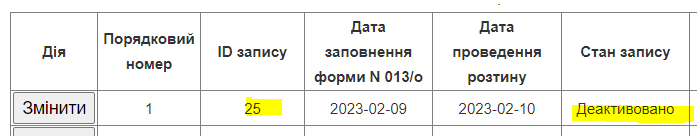 Дія
Порядковий
номер
ID запису
Дата
заповнення
форми N 013/о
Дата
проведення
розтину
Стан запису
Змінити
1
25
2023-02-09
2023-02-10
Деактивовано